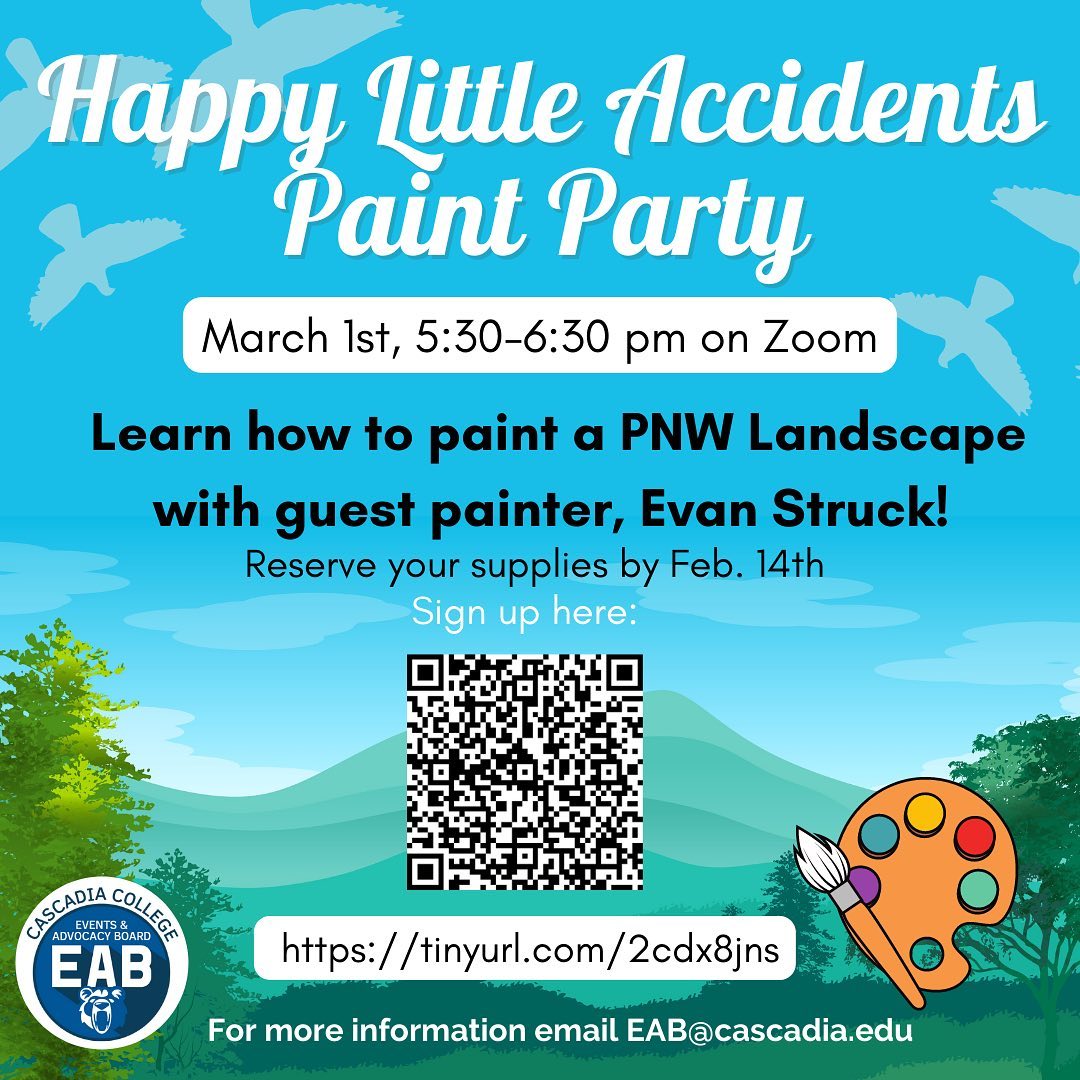 Happy Little Accidents
Paint Party
March 1st, 5:30-6:30 pm on Zoom
Learn how to paint a PNW Landscape
with guest painter, Evan Struck!
Reserve your supplies by Feb. 14th
Sign up here:
CASCADIA COLLEGE
EVENTS &
ADVOCACY BOARD
EAB
https://tinyurl.com/2cdx8jns
For more information email EAB@cascadia.edu